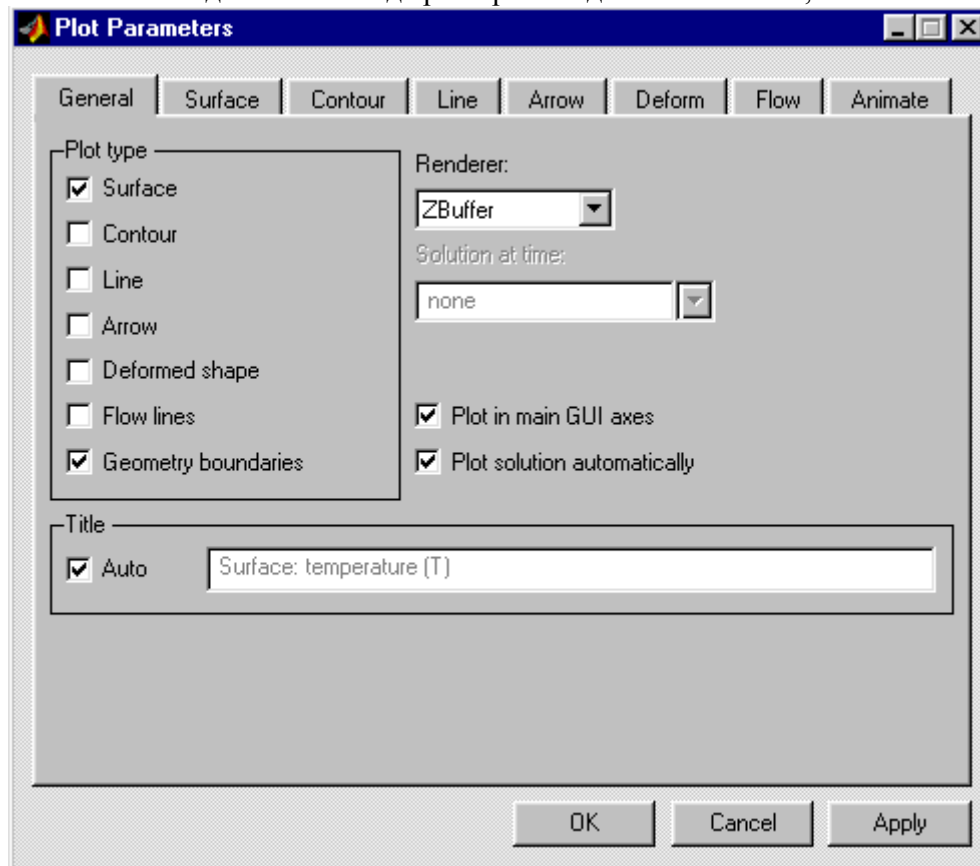 Plot Parameters
General Surface Contour Line Arrow Deform Flow Animate
Plot type
Surface
Contour
Line
Arrow
Deformed shape
Flow lines
Geometry boundaries
Renderer:
ZBuffer
Solution at time:
none
Plot in main GUI axes
Plot solution automatically
Title
Auto
Surface: temperature (T)
OK Cancel Apply